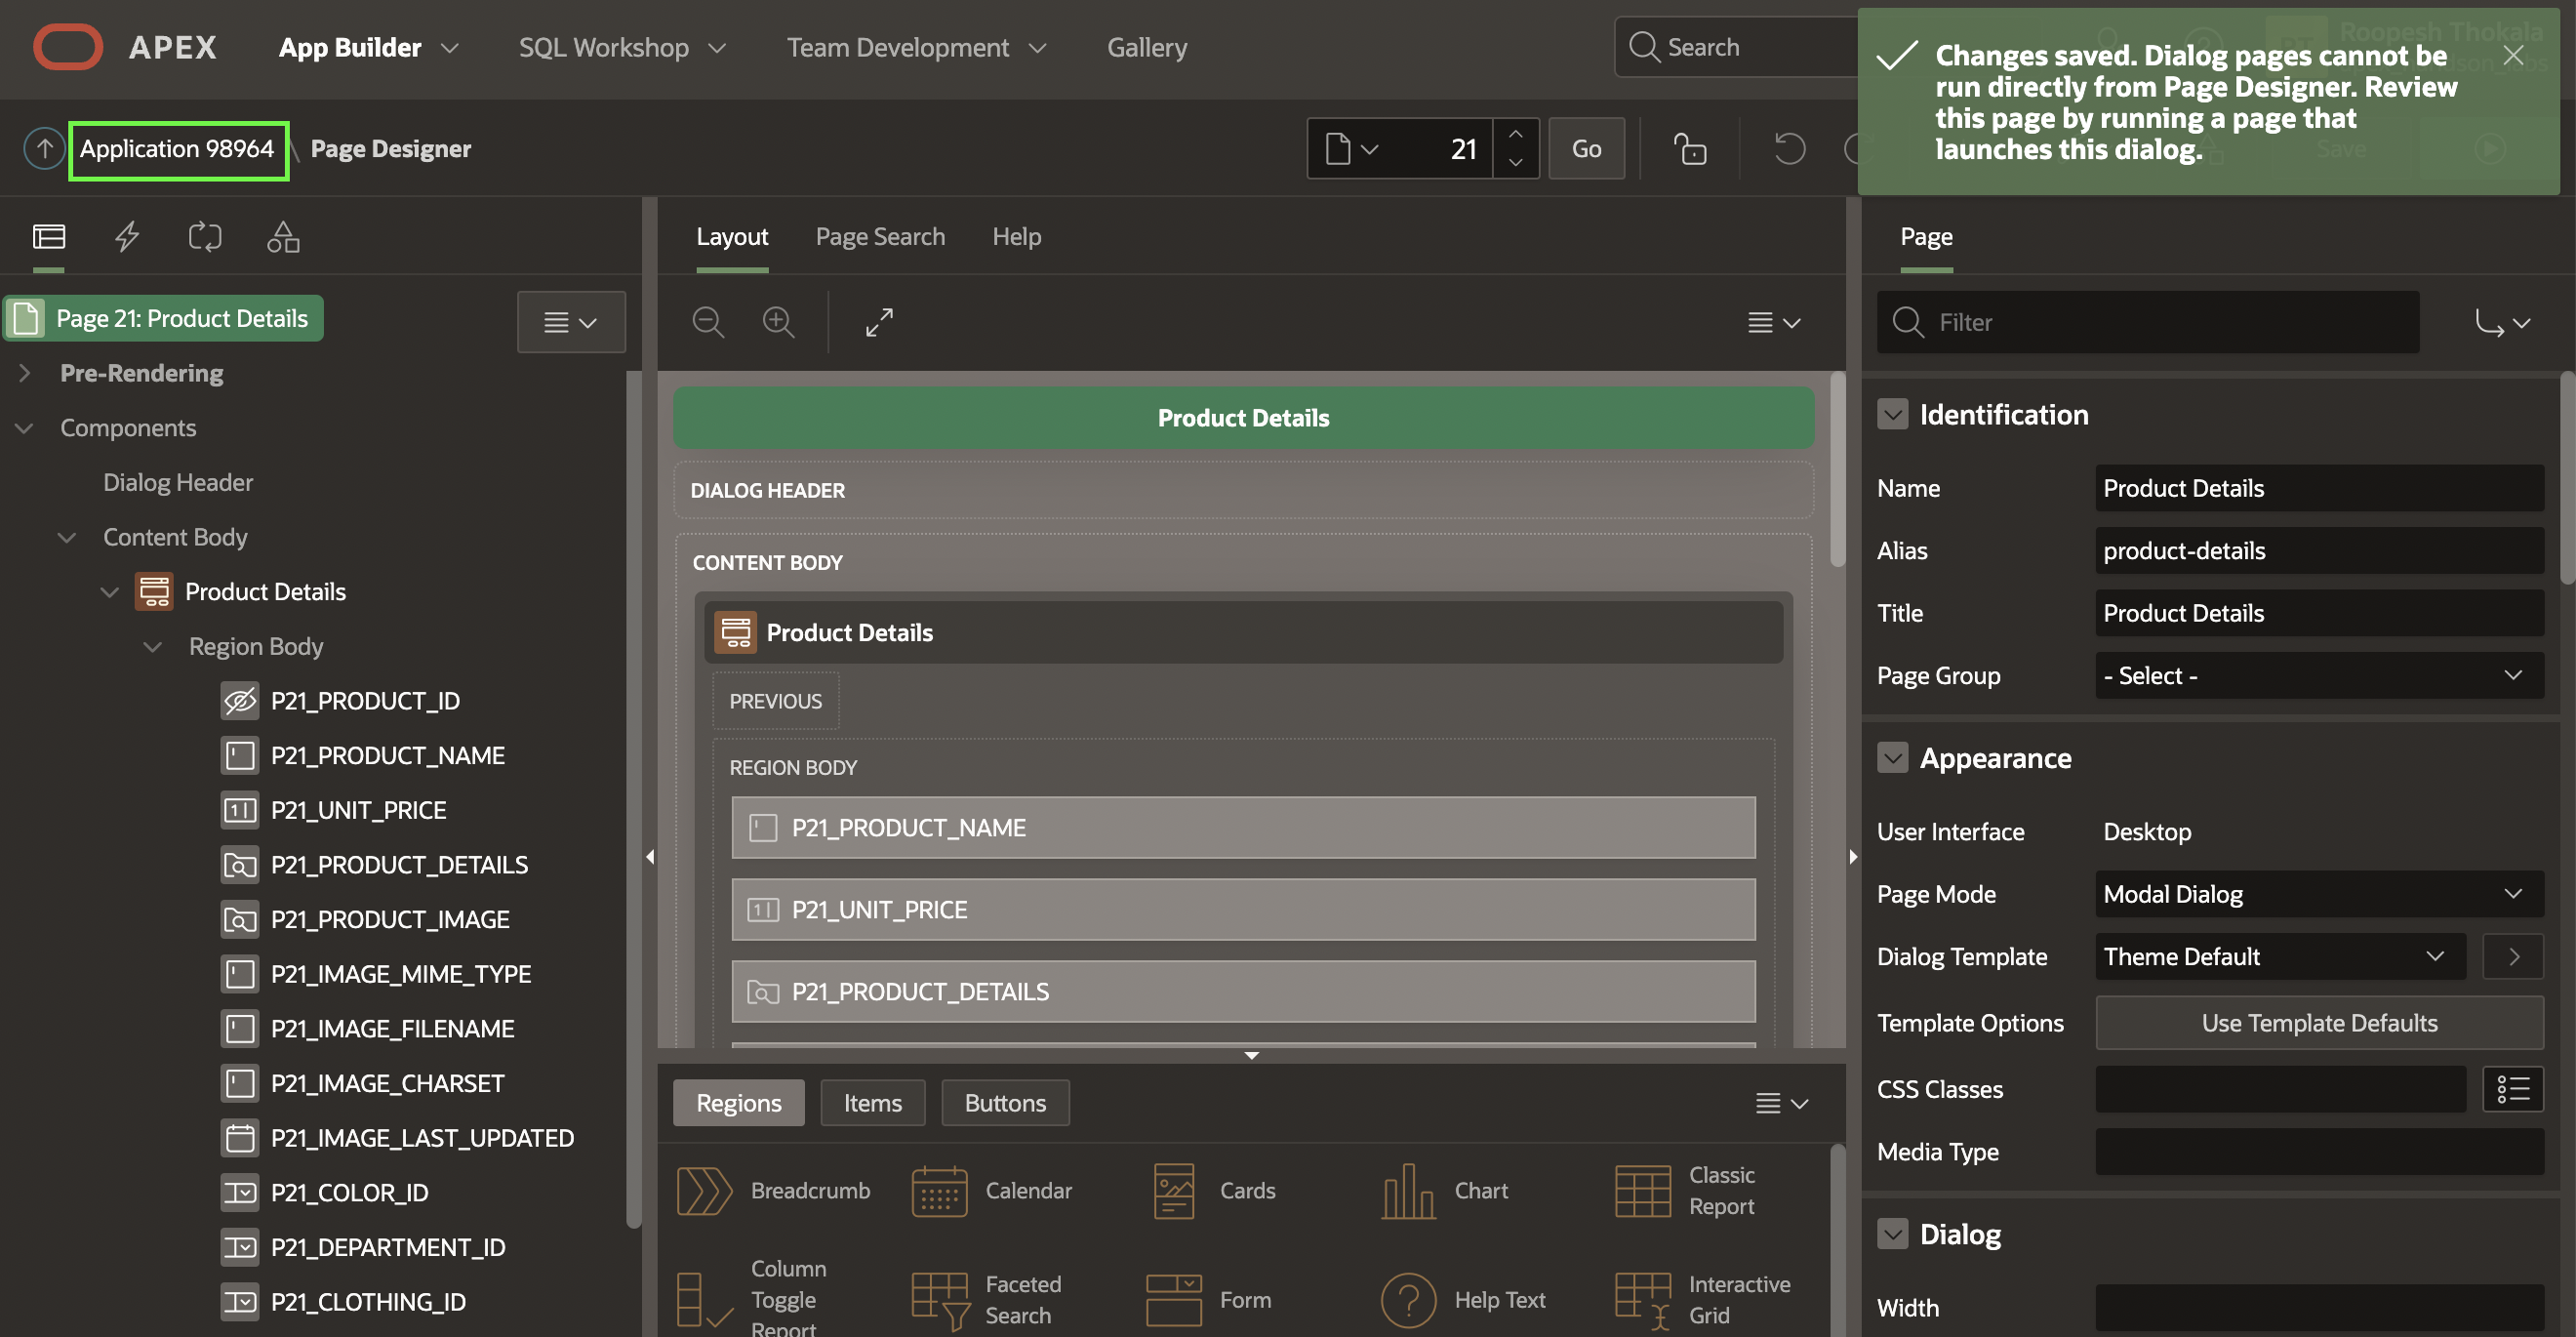 APEX
App Builder
SQL Workshop
Team Development
Gallery
Search
Changes saved. Dialog pages cannot be
run directly from Page Designer. Review
this page by running a page that
launches this dialog.
Roopesh Thokala
Application 98964 \ Page Designer
21
Go
Save
Layout
Page Search
Help
Page
Page 21: Product Details
Pre-Rendering
Components
Dialog Header
Content Body
Product Details
Region Body
P21_PRODUCT_ID
P21_PRODUCT_NAME
P21_UNIT_PRICE
P21_PRODUCT_DETAILS
P21_PRODUCT_IMAGE
P21_IMAGE_MIME_TYPE
P21_IMAGE_FILENAME
P21_IMAGE_CHARSET
P21_IMAGE_LAST_UPDATED
P21_COLOR_ID
P21_DEPARTMENT_ID
P21_CLOTHING_ID
Product Details
DIALOG HEADER
CONTENT BODY
Product Details
PREVIOUS
REGION BODY
P21_PRODUCT_NAME
P21_UNIT_PRICE
P21_PRODUCT_DETAILS
Regions
Items
Buttons
Breadcrumb
Calendar
Cards
Chart
Classic
Report
Column
Toggle
Report
Faceted
Search
Form
Help Text
Interactive
Grid
Filter
Identification
Name
Product Details
Alias
product-details
Title
Product Details
Page Group
- Select -
Appearance
User Interface
Desktop
Page Mode
Modal Dialog
Dialog Template
Theme Default
Template Options
Use Template Defaults
CSS Classes
Media Type
Dialog
Width